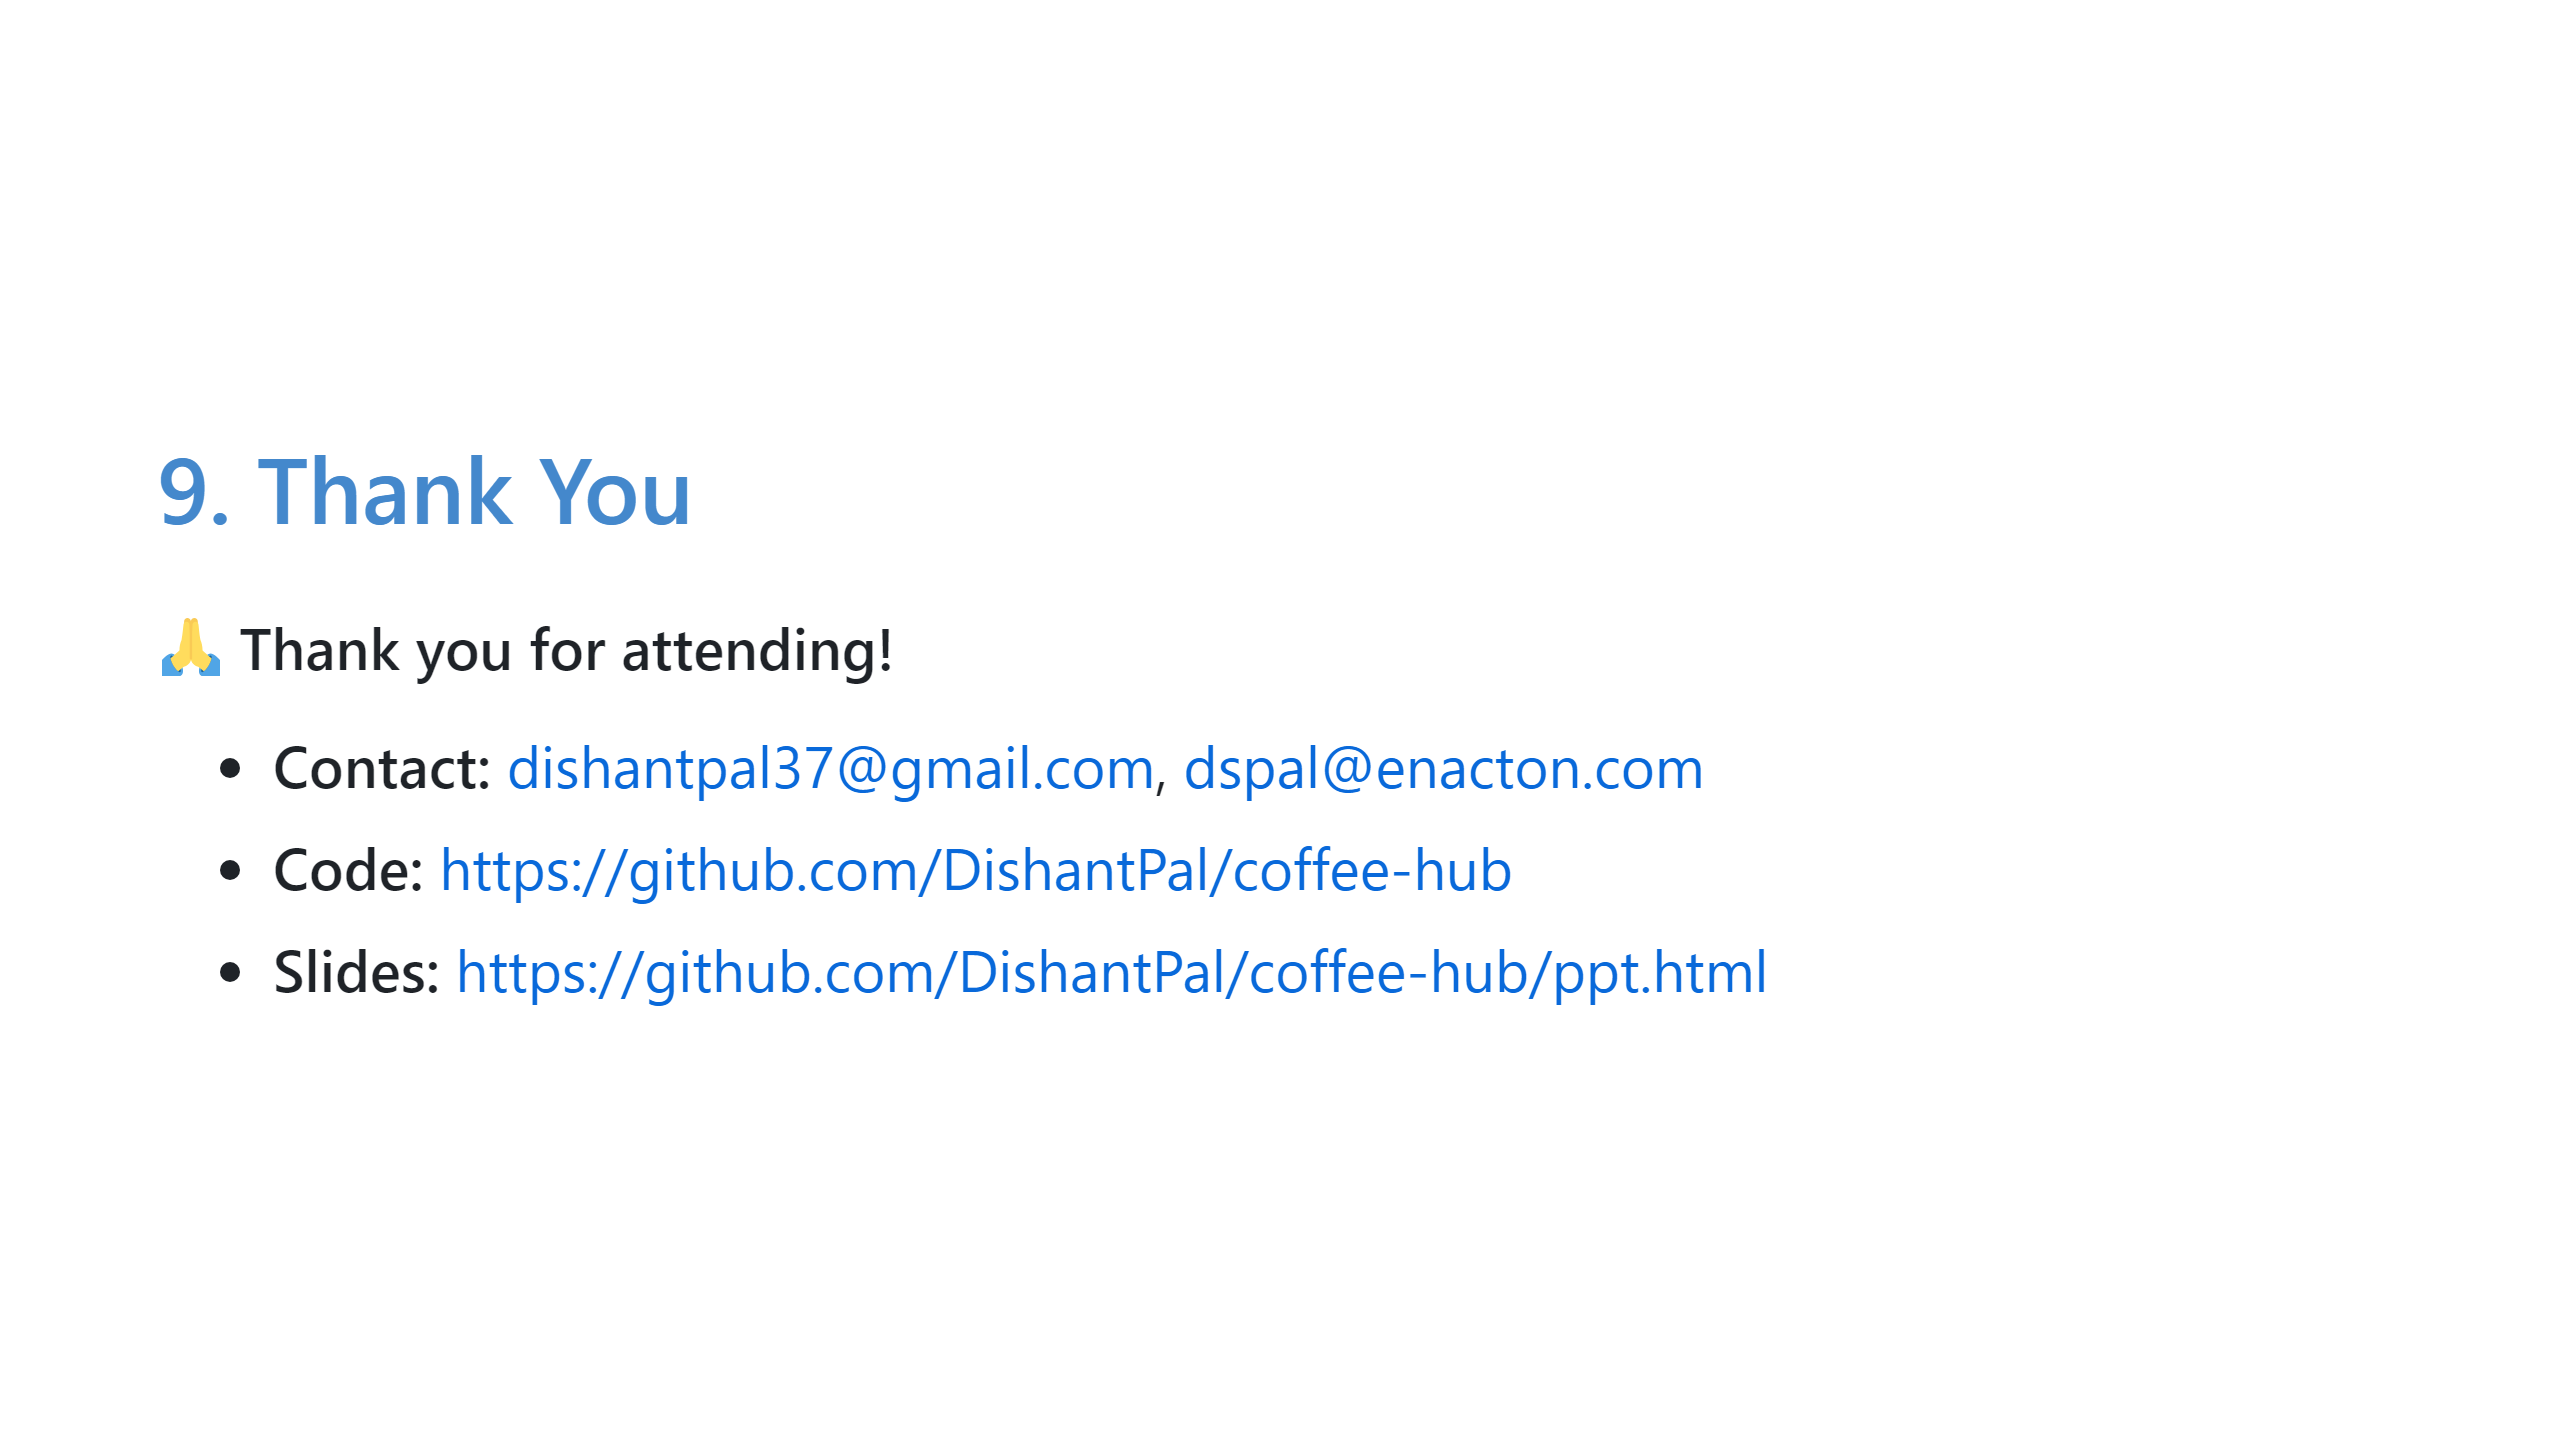 9. Thank You
🙏 Thank you for attending!
• Contact: dishantpal37@gmail.com, dspal@enacton.com
• Code: https://github.com/DishantPal/coffee-hub
• Slides: https://github.com/DishantPal/coffee-hub/ppt.html